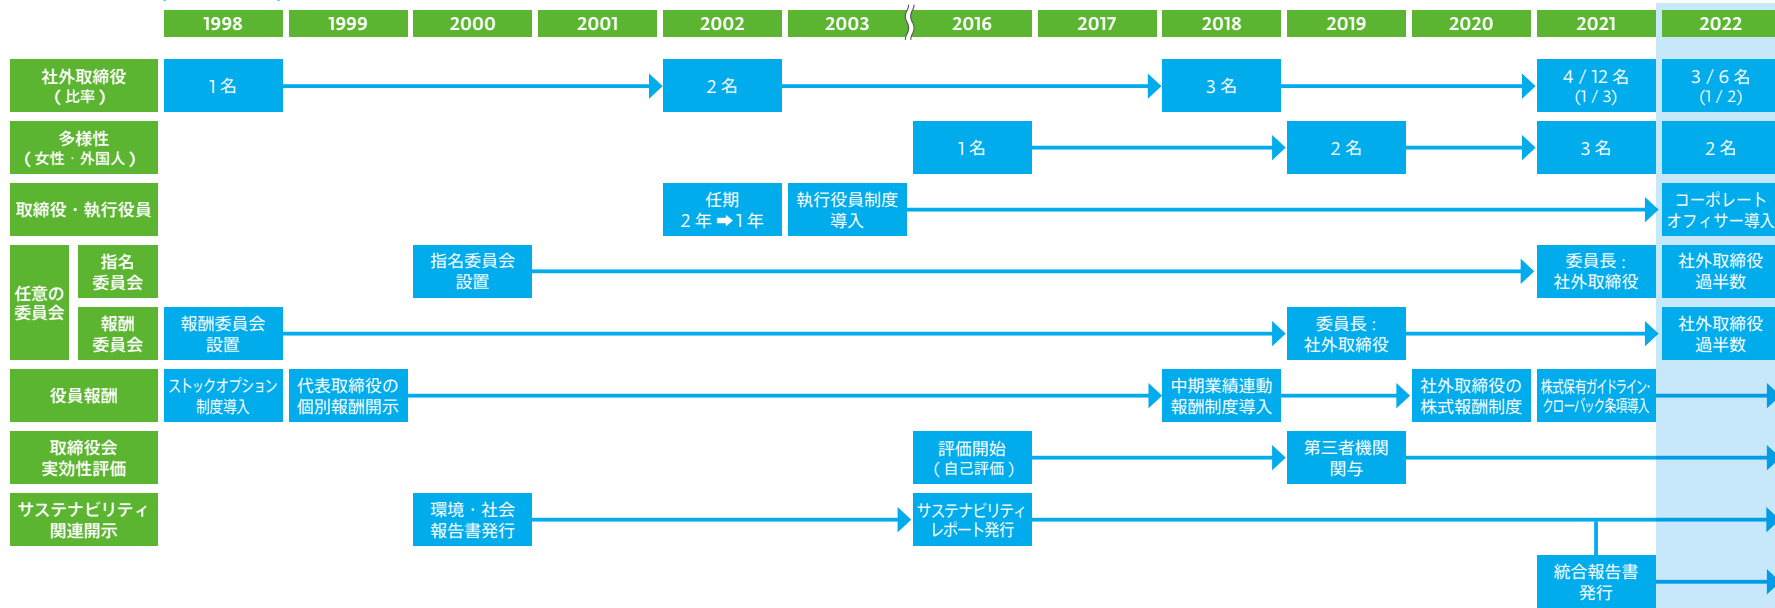 1998 1999 2000 2001 2002 2003 2016 2017 2018 2019 2020 2021 2022
社外取締役
(比率)
1名
2名
3名
4 / 12名
(1 / 3)
3 / 6名
(1 / 2)
多様性
(女性・外国人)
1名
2名
3名
2名
取締役・執行役員
任期
2年➡1年
執行役員制度
導入
コーポレート
オフィサー導入
任意の
委員会
指名
委員会
指名委員会
設置
委員長:
社外取締役
社外取締役
過半数
報酬
委員会
報酬委員会
設置
委員長:
社外取締役
社外取締役
過半数
役員報酬
ストックオプション
制度導入
代表取締役の
個別報酬開示
中期業績連動
報酬制度導入
社外取締役の
株式報酬制度
株式保有ガイドライン・
クローバック条項導入
取締役会
実効性評価
評価開始
(自己評価)
第三者機関
関与
サステナビリティ
関連開示
環境・社会
報告書発行
サステナビリティ
レポート発行
統合報告書
発行